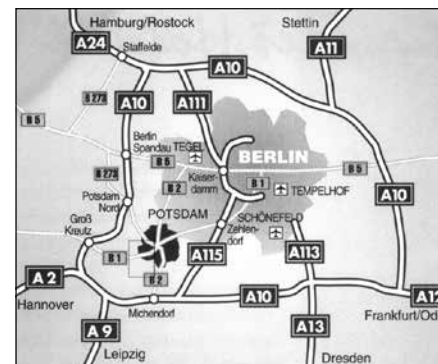 Hamburg/Rostock
Stettin
A24
A11
Staffelde
A10
B 273
A10
A111
B 5
Berlin
Spandau
TEGEL
BERLIN
B 5
B 5
Kaiser-
damm
B 273
B 2
B 1
TEMPELHOF
A10
Potsdam
Nord
POTSDAM
SCHÖNEFELD
Groß
Kreutz
Zehlen-
dorf
B 1
A115
A113
A2
B 2
A10
A12
Hannover
Michendorf
Frankfurt/Od
A9
A13
Leipzig
Dresden